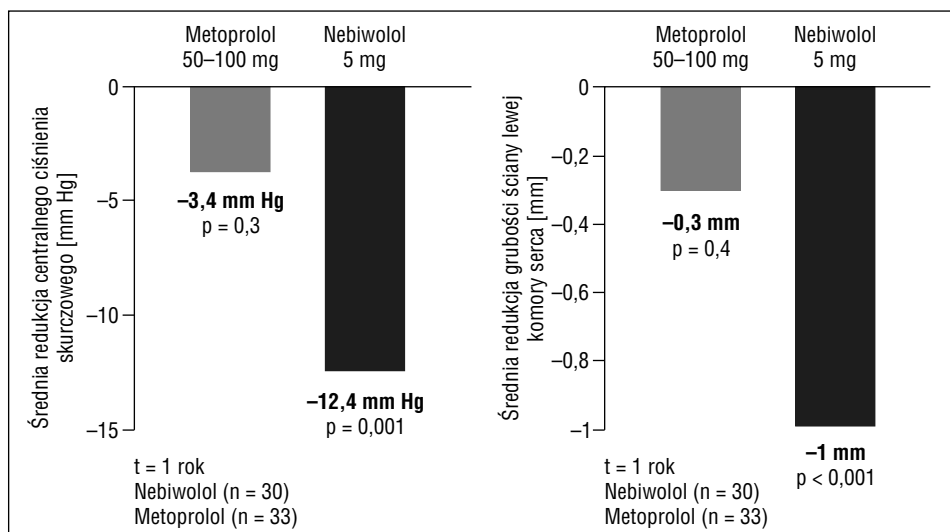 Metoprolol
50–100 mg
Nebiwolol
5 mg
Średnia redukcja centralnego ciśnienia
skurczowego [mm Hg]
0
–5
–10
–15
–3,4 mm Hg
p = 0,3
–12,4 mm Hg
p = 0,001
t = 1 rok
Nebiwolol (n = 30)
Metoprolol (n = 33)
Metoprolol
50–100 mg
Nebiwolol
5 mg
Średnia redukcja grubości ściany lewej
komory serca [mm]
0
–0,2
–0,4
–0,6
–0,8
–1
–0,3 mm
p = 0,4
–1 mm
p < 0,001
t = 1 rok
Nebiwolol (n = 30)
Metoprolol (n = 33)